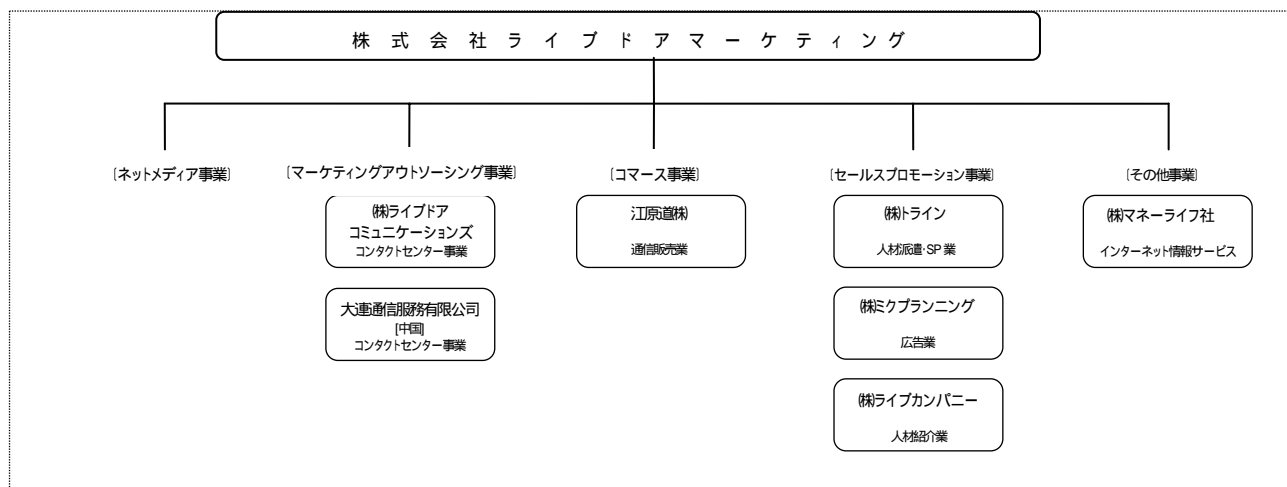 株式会社ライブドアマーケティング
[ネットメディア事業]
[マーケティングアウトソーシング事業]
[コマース事業]
[セールスプロモーション事業]
[その他事業]
㈱ライブドア
コミュニケーションズ
コンタクトセンター事業
大連通信服務有限公司
[中国]
コンタクトセンター事業
江原道㈱
通信販売業
㈱トライン
人材派遣・SP 業
㈱ミクプランニング
広告業
㈱ライブカンパニー
人材紹介業
㈱マネーライフ社
インターネット情報サービス